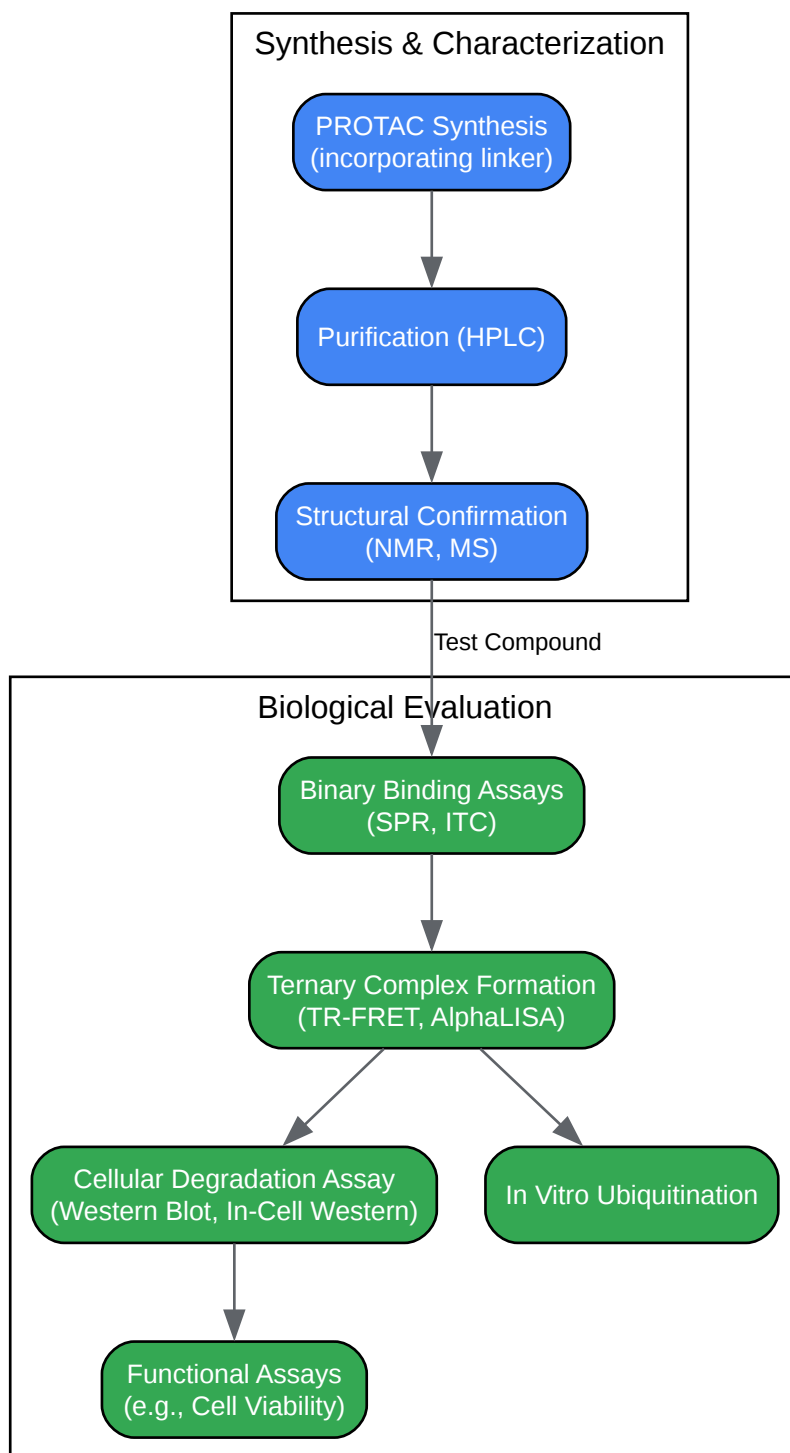 Synthesis & Characterization
PROTAC Synthesis
(incorporating linker)
Purification (HPLC)
Structural Confirmation
(NMR, MS)
Test Compound
Biological Evaluation
Binary Binding Assays
(SPR, ITC)
Ternary Complex Formation
(TR-FRET, AlphaLISA)
Cellular Degradation Assay
(Western Blot, In-Cell Western)
In Vitro Ubiquitination
Functional Assays
(e.g., Cell Viability)